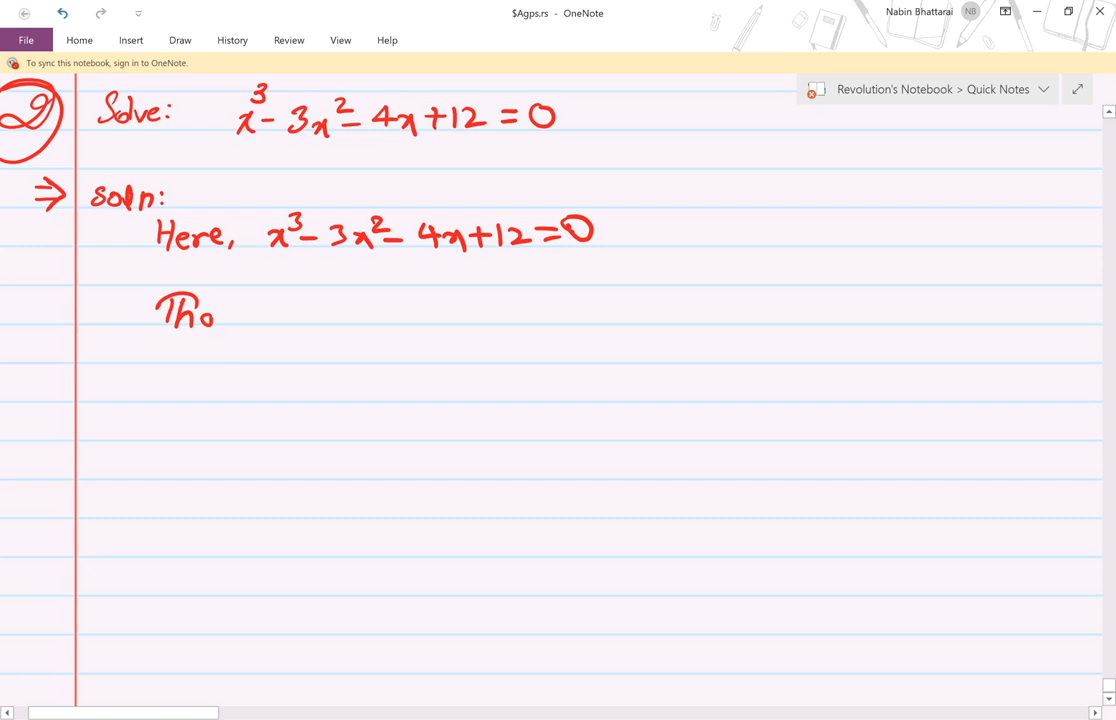 $Agps.rs - OneNote
Nabin Bhattarai NB
File Home Insert Draw History Review View Help
To sync this notebook, sign in to OneNote.
Revolution's Notebook > Quick Notes
2 Solve: x³ - 3x² - 4x + 12 = 0
⇒ soln:
Here, x³ - 3x² - 4x + 12 = 0
Tho